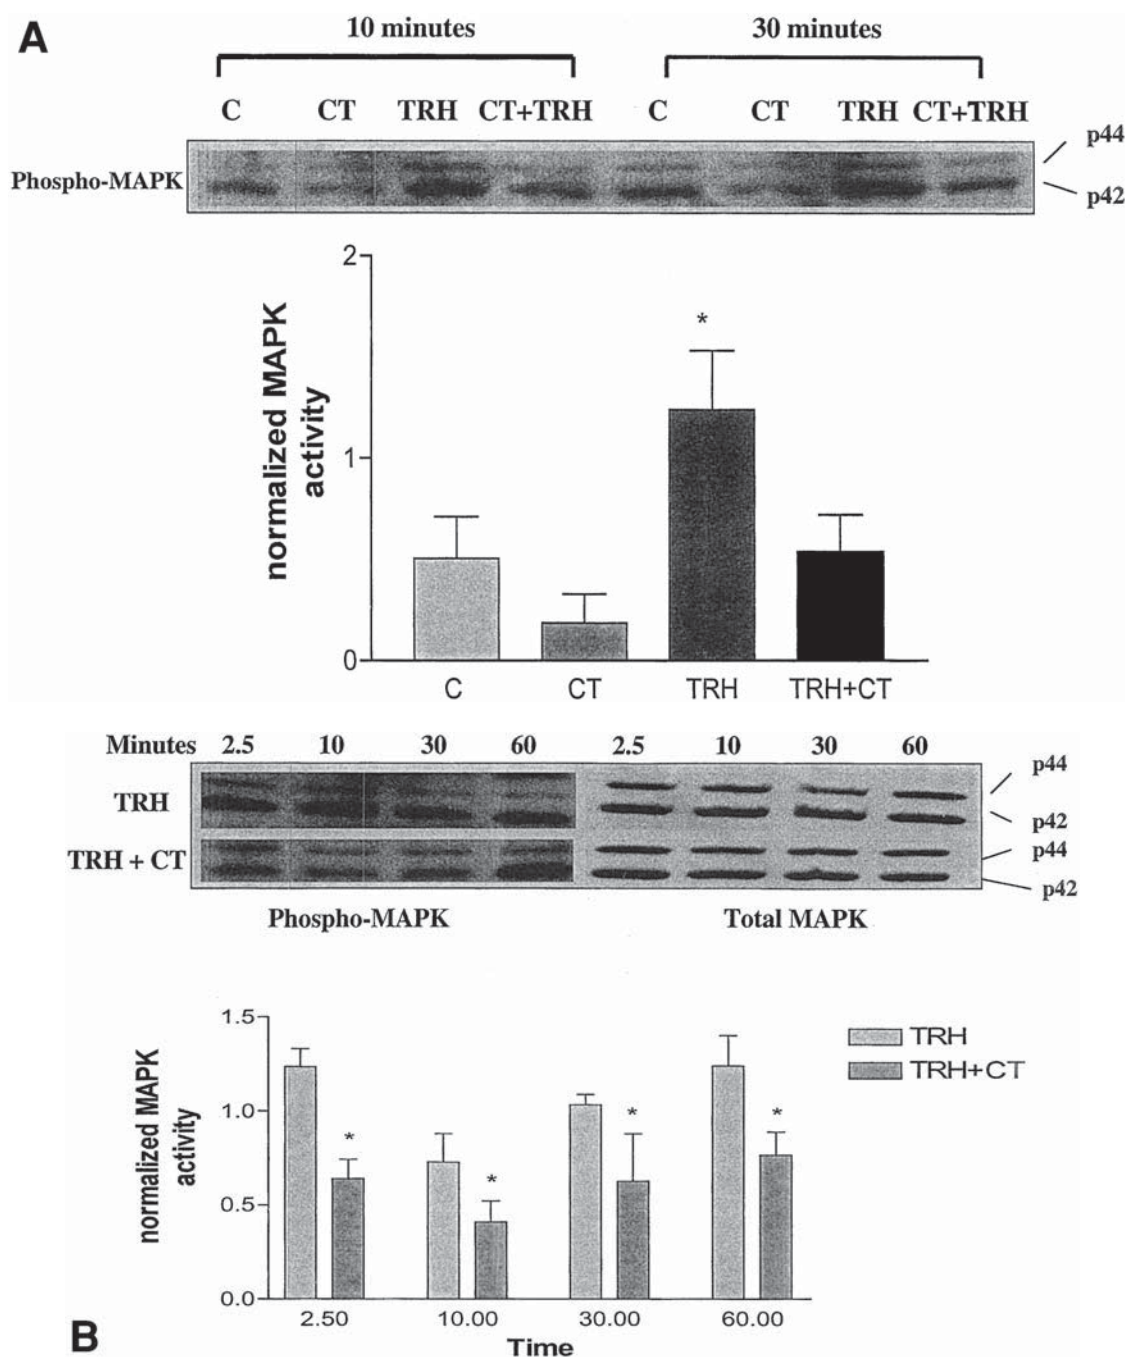 A
10 minutes 30 minutes
C CT TRH CT+TRH C CT TRH CT+TRH
p44
Phospho-MAPK
p42
2
1
0
normalized MAPK
activity
*
C CT TRH TRH+CT
Minutes 2.5 10 30 60 2.5 10 30 60
p44
TRH
p42
TRH + CT
p44
p42
Phospho-MAPK Total MAPK
1.5
1.0
0.5
0.0
normalized MAPK
activity
* * * *
TRH
TRH+CT
2.50 10.00 30.00 60.00
Time
B